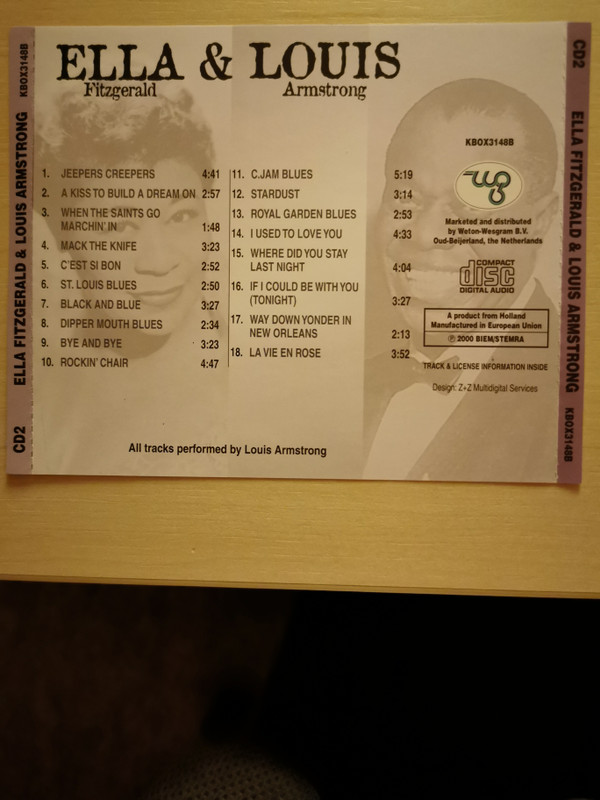 ELLA & LOUIS
Fitzgerald Armstrong
1. JEEPERS CREEPERS 4:41
2. A KISS TO BUILD A DREAM ON 2:57
3. WHEN THE SAINTS GO
MARCHIN' IN 1:48
4. MACK THE KNIFE 3:23
5. C'EST SI BON 2:52
6. ST. LOUIS BLUES 2:50
7. BLACK AND BLUE 3:27
8. DIPPER MOUTH BLUES 2:34
9. BYE AND BYE 3:23
10. ROCKIN' CHAIR 4:47
11. C.JAM BLUES 5:19
12. STARDUST 3:14
13. ROYAL GARDEN BLUES 2:53
14. I USED TO LOVE YOU 4:33
15. WHERE DID YOU STAY
LAST NIGHT 4:04
16. IF I COULD BE WITH YOU
(TONIGHT) 3:27
17. WAY DOWN YONDER IN
NEW ORLEANS 2:13
18. LA VIE EN ROSE 3:52
All tracks performed by Louis Armstrong
KBOX3148B
wg
Marketed and distributed
by Weton-Wesgram B.V.
Oud-Beijerland, the Netherlands
COMPACT
disc
DIGITAL AUDIO
A product from Holland
Manufactured in European Union
℗ 2000 BIEM/STEMRA
TRACK & LICENSE INFORMATION INSIDE
Design: Z+Z Multidigital Services
CD2 ELLA FITZGERALD & LOUIS ARMSTRONG KBOX3148B
CD2 ELLA FITZGERALD & LOUIS ARMSTRONG KBOX3148B